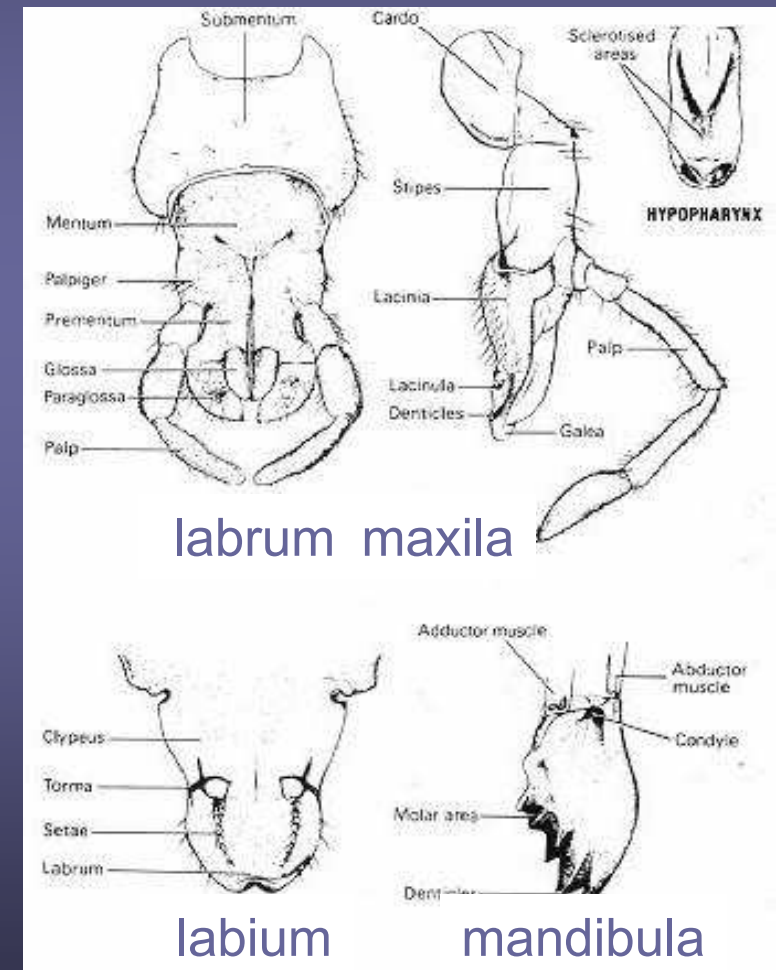 Submentum
Mentum
Palpiger
Prementum
Glossa
Paraglossa
Palp
Cardo
Stipes
Lacinia
Lacinula
Denticles
Galea
Palp
Sclerotised
areas
HYPOPHARYNX
labrum maxila
Clypeus
Torma
Setae
Labrum
Adductor muscle
Abductor
muscle
Condyle
Molar area
Denticles
labium mandibula